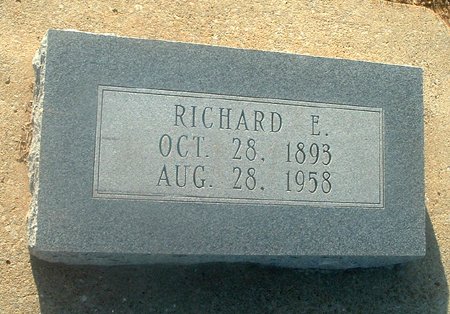 RICHARD E.
OCT. 28. 1893
AUG. 28. 1958